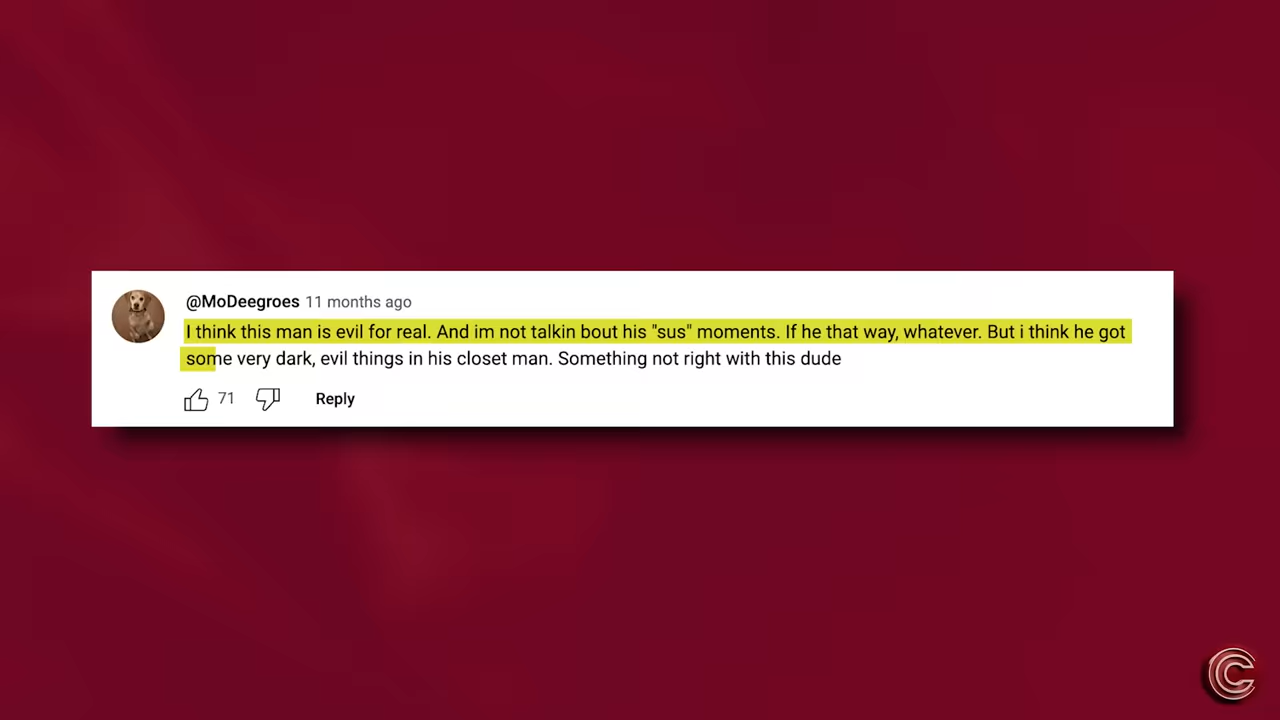 @MoDeegroes 11 months ago
I think this man is evil for real. And im not talkin bout his "sus" moments. If he that way, whatever. But i think he got
some very dark, evil things in his closet man. Something not right with this dude
71 Reply